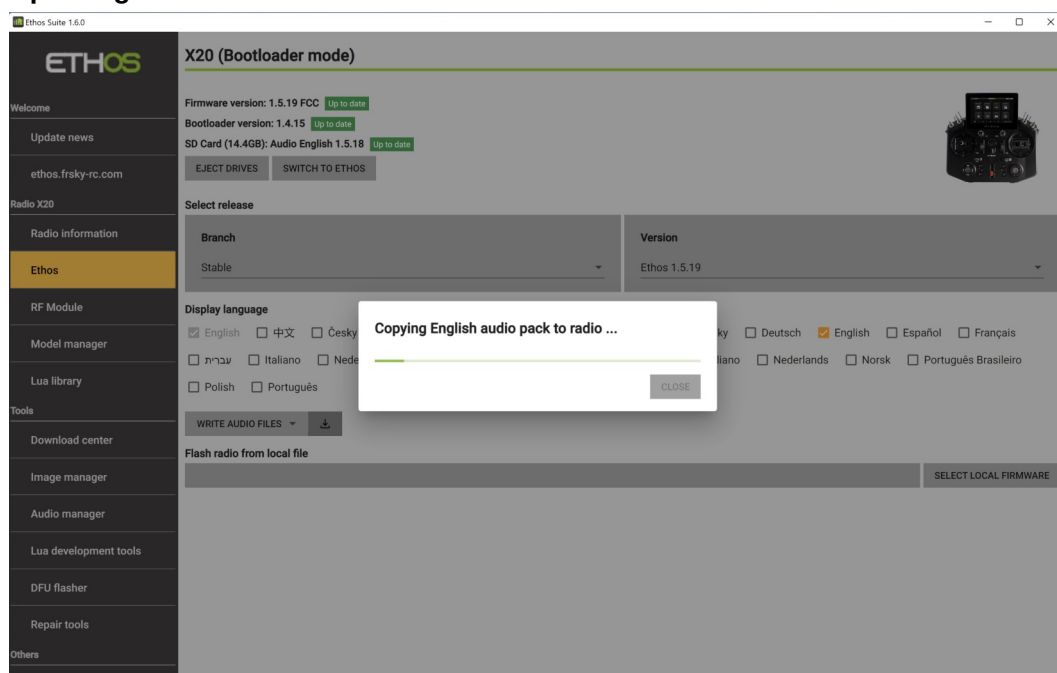 Ethos Suite 1.6.0
ETHOS
X20 (Bootloader mode)
Welcome
Update news
ethos.frsky-rc.com
Radio X20
Radio information
Ethos
RF Module
Model manager
Lua library
Tools
Download center
Image manager
Audio manager
Lua development tools
DFU flasher
Repair tools
Others
Firmware version: 1.5.19 FCC Up to date
Bootloader version: 1.4.15 Up to date
SD Card (14.4GB): Audio English 1.5.18 Up to date
EJECT DRIVES SWITCH TO ETHOS
Select release
Branch
Stable
Version
Ethos 1.5.19
Display language
English 中文 Česky
עברית Italiano Nede
Polish Português
ky Deutsch English Español Français
liano Nederlands Norsk Português Brasileiro
Copying English audio pack to radio ...
CLOSE
WRITE AUDIO FILES
Flash radio from local file
SELECT LOCAL FIRMWARE